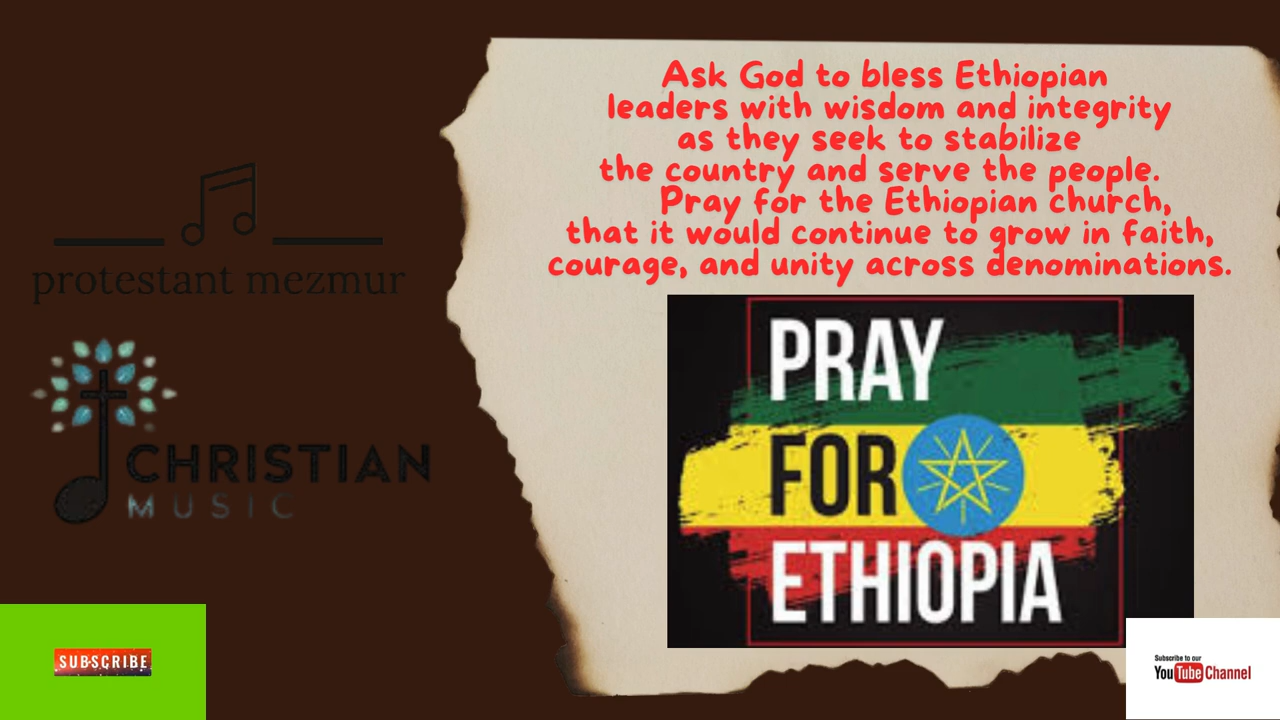 Ask God to bless Ethiopian
leaders with wisdom and integrity
as they seek to stabilize
the country and serve the people.
Pray for the Ethiopian church,
that it would continue to grow in faith,
courage, and unity across denominations.
protestant mezmur
CHRISTIAN
MUSIC
PRAY
FOR
ETHIOPIA
SUBSCRIBE
Subscribe to our
YouTube Channel